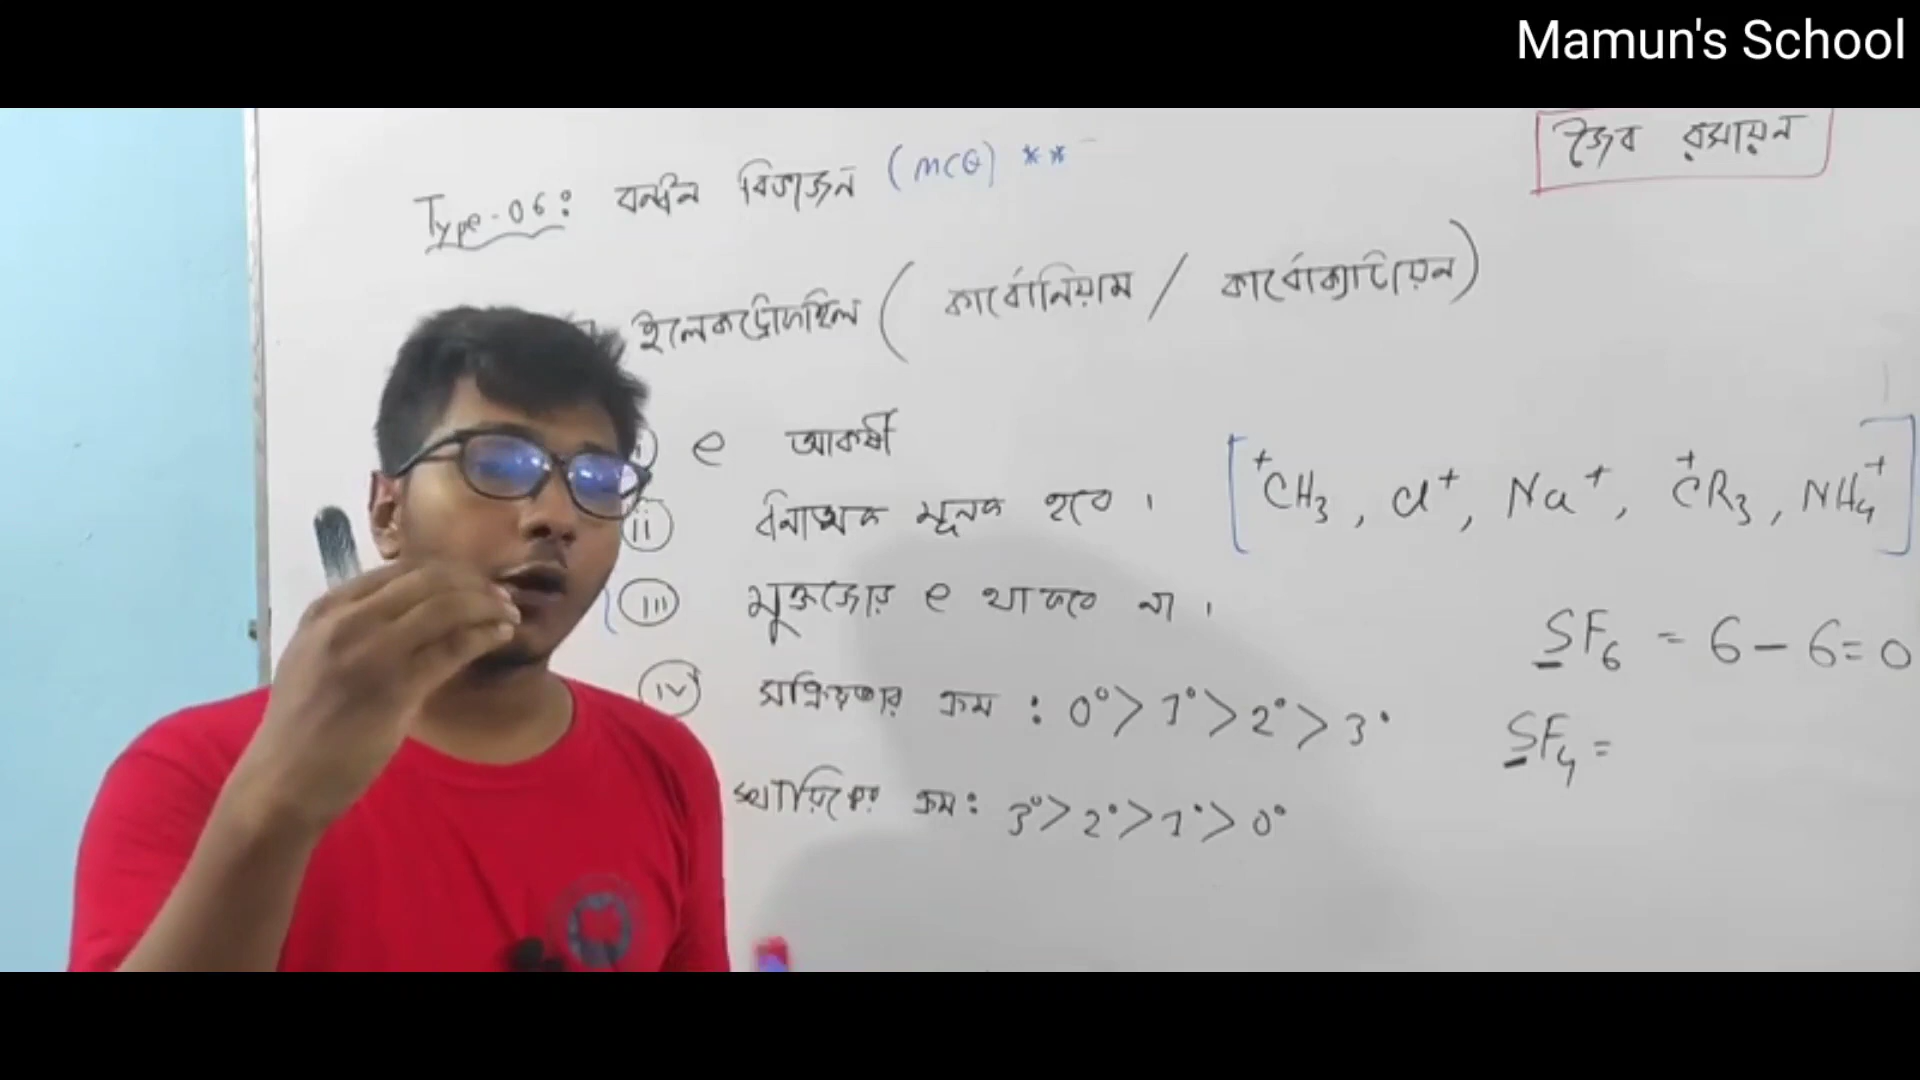 Mamun's School
জৈব রসায়ন
Type-06: বন্ধন বিভাজন (MCQ) **
ইলেকট্রোফাইল ( কার্বোনিয়াম / কার্বোক্যাটায়ন)
e আকর্ষী
ii ধনাত্মক মূলক হবে । [ ⁺CH₃, Cl⁺, Na⁺, ⁺CR₃, NH₄⁺ ]
iii মুক্তজোর e থাকবে না ।
SF₆ = 6 - 6 = 0
iv সক্রিয়তার ক্রম : 0° > 1° > 2° > 3°
SF₄ =
স্থায়িত্বের ক্রম : 3° > 2° > 1° > 0°